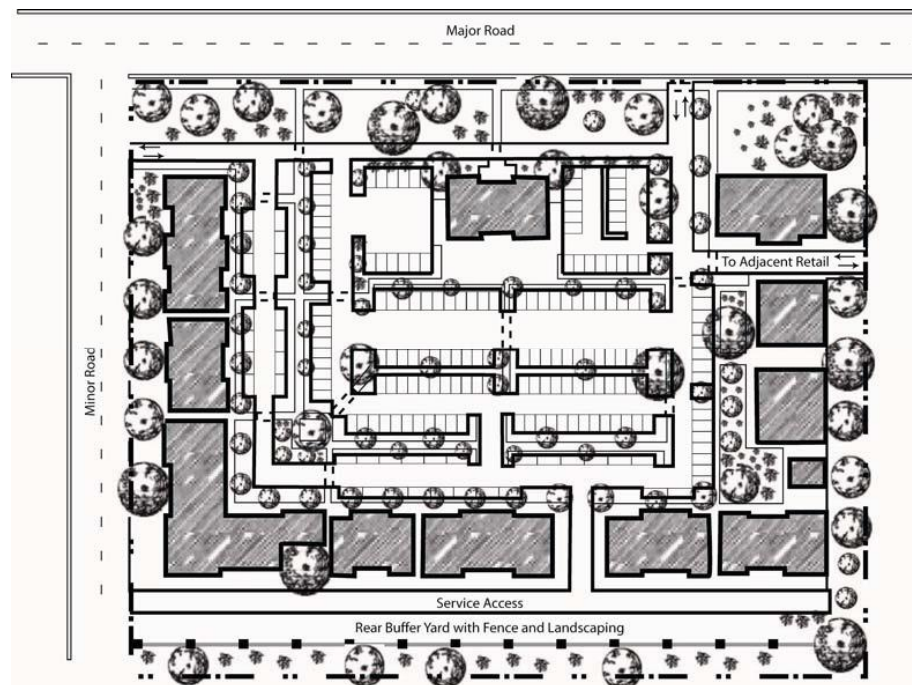 Major Road
Minor Road
To Adjacent Retail
Service Access
Rear Buffer Yard with Fence and Landscaping